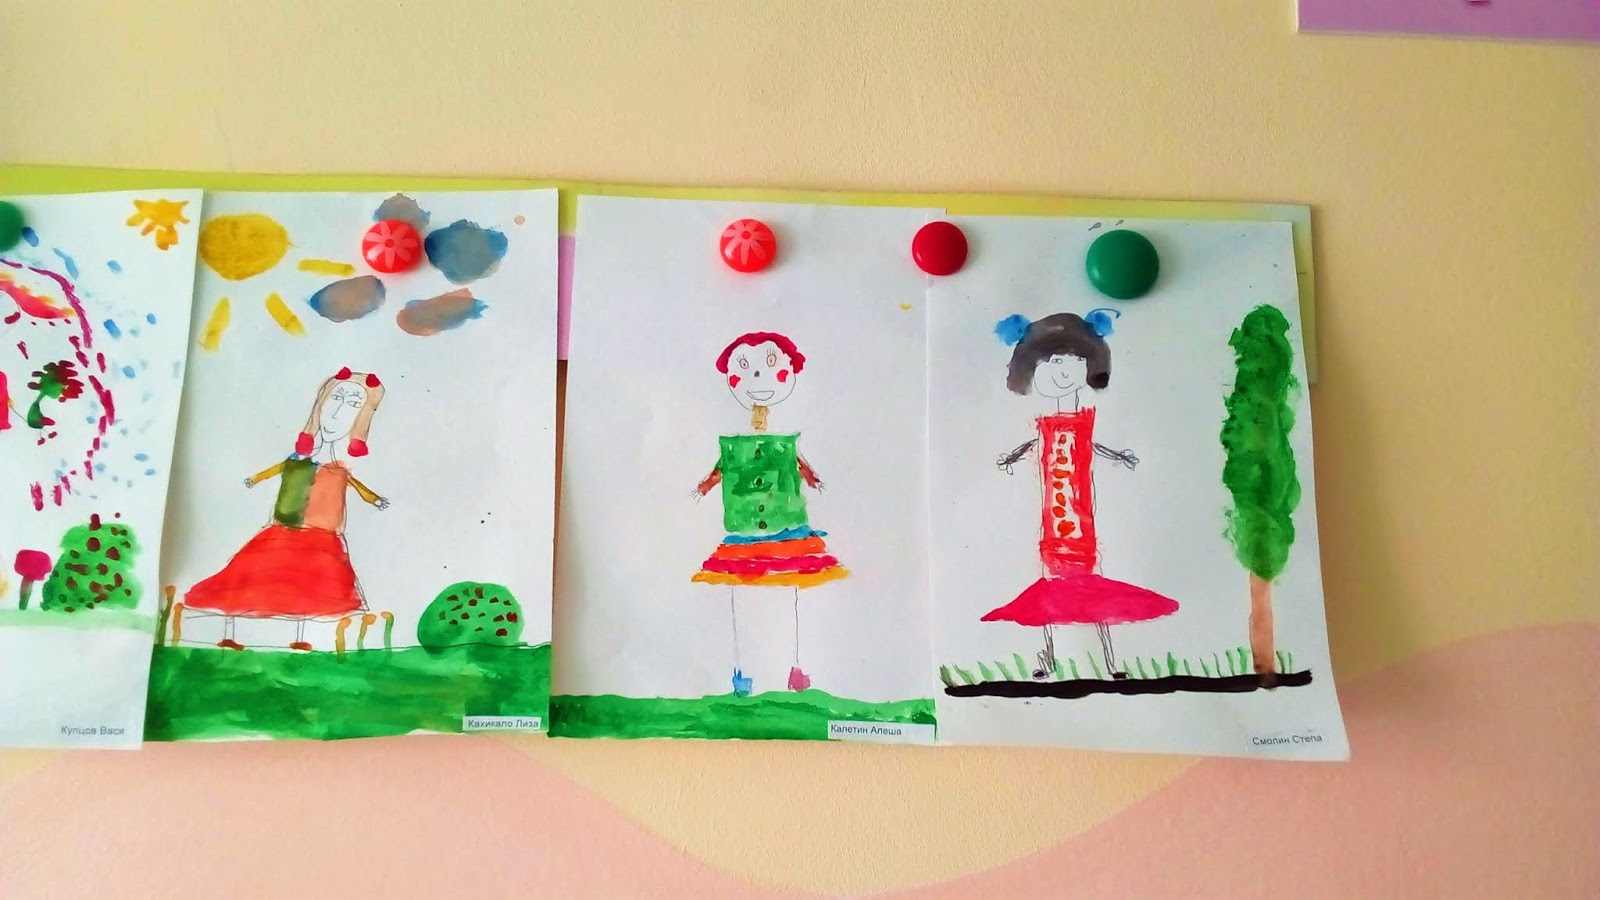 Купцов Вася
Кахикало Лиза
Калетин Алеша
Смолин Степа